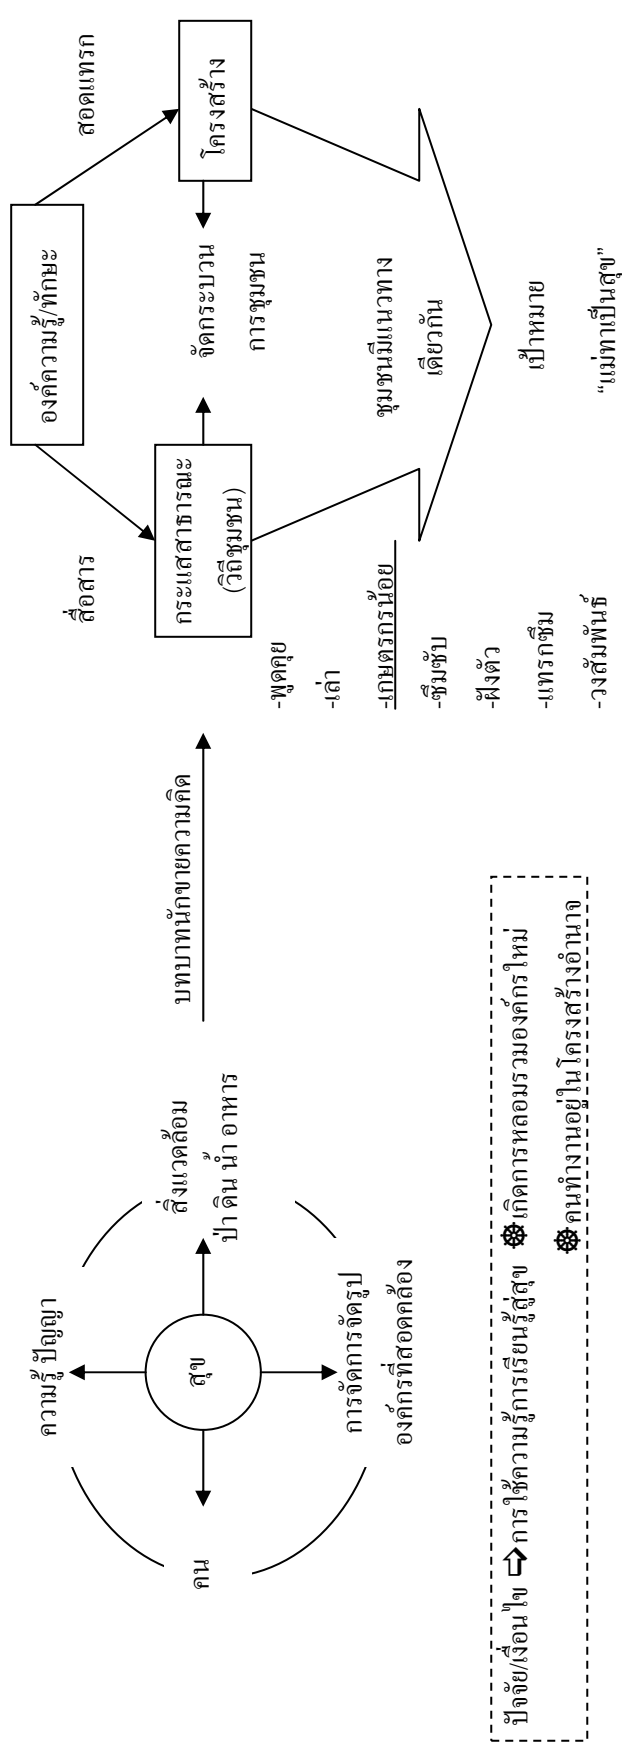 ความรู้ ปัญญา
คน
สุข
สิ่งแวดล้อม
ป่า ดิน น้ำ อาหาร
การจัดการจัดรูป
องค์กรที่สอดคล้อง
บทบาทนักขายความคิด
องค์ความรู้/ทักษะ
สื่อสาร
สอดแทรก
กระแสสาธารณะ
(วิถีชุมชน)
จัดกระบวน
การชุมชน
โครงสร้าง
-พูดคุย
-เล่า
-เกษตรกรน้อย
-ซึมซับ
-ฝังตัว
-แทรกซึม
-วงสัมพันธ์
ชุมชนมีแนวทาง
เดียวกัน
เป้าหมาย
“แม่ทาเป็นสุข”
ปัจจัย/เงื่อนไข การใช้ความรู้การเรียนรู้สู่สุข เกิดการหลอมรวมองค์กรใหม่
คนทำงานอยู่ในโครงสร้างอำนาจ